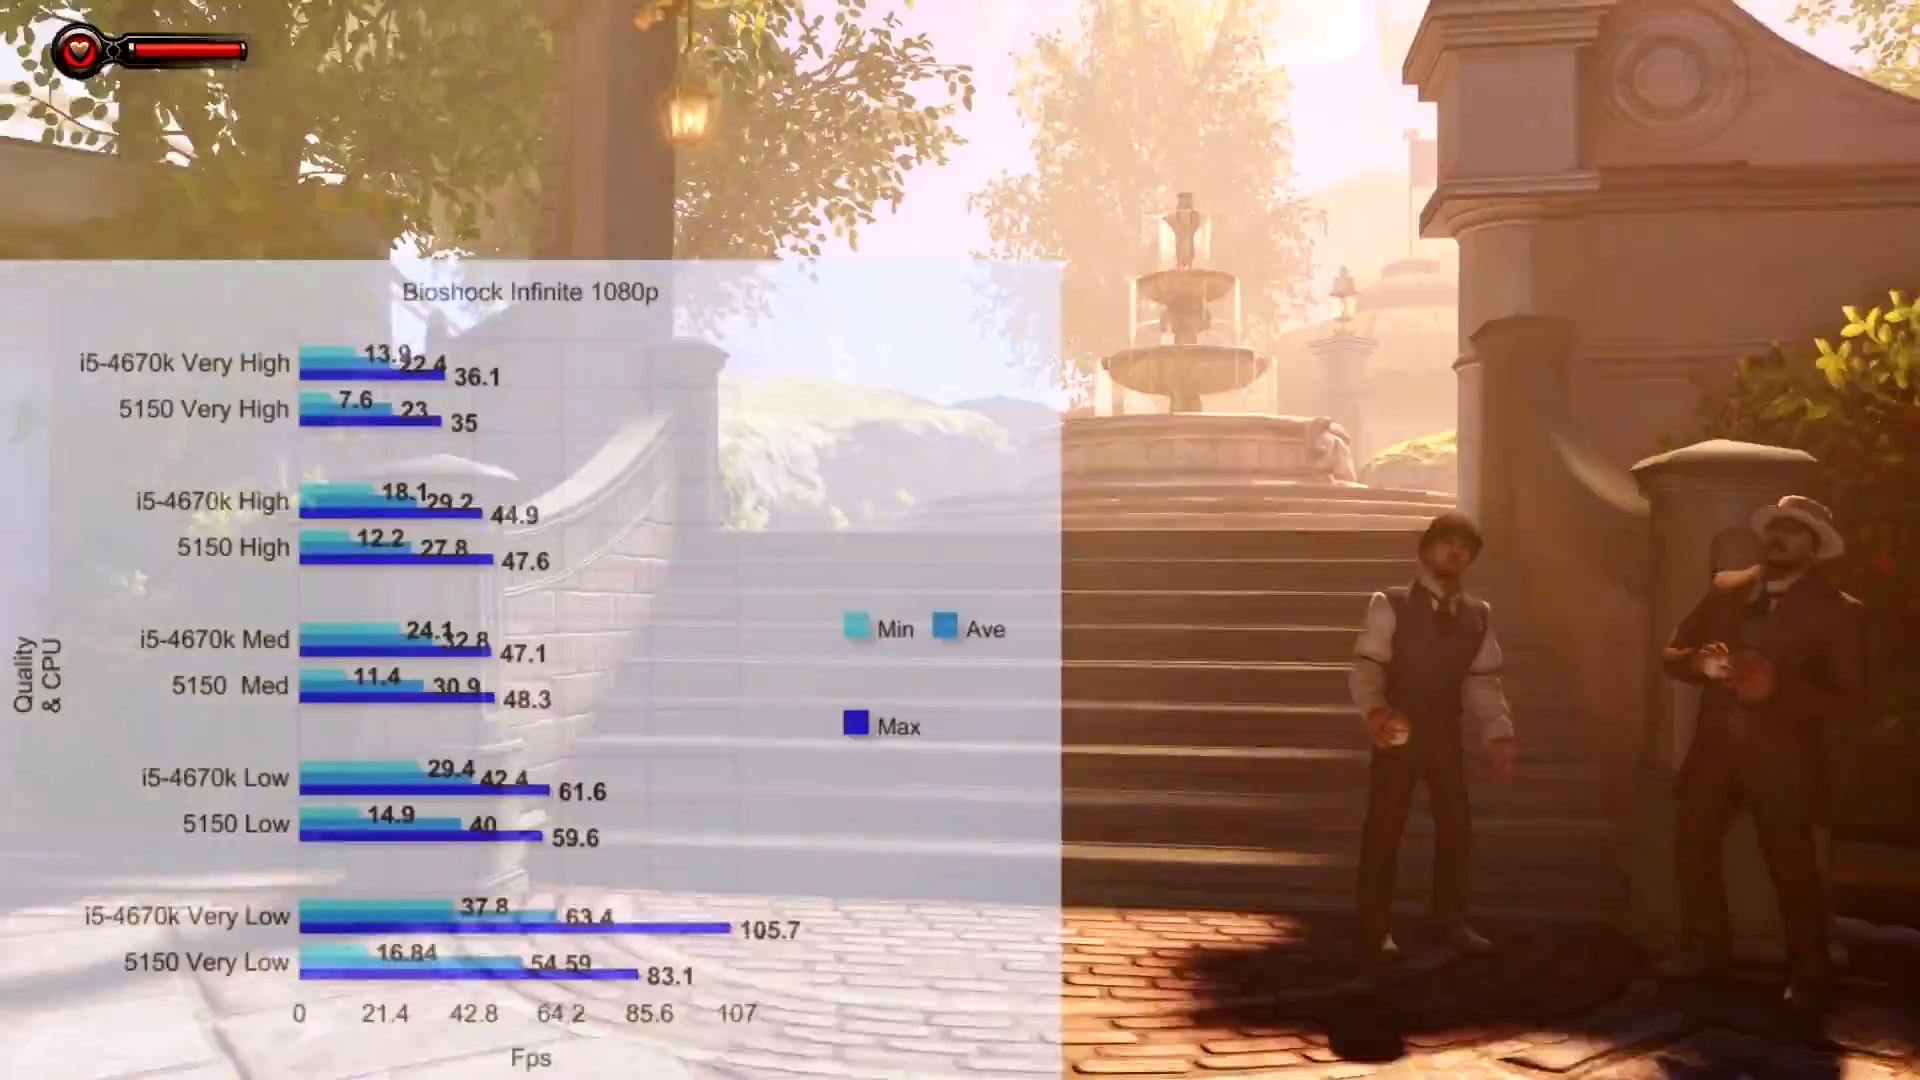 Bioshock Infinite 1080p
i5-4670k Very High
13.9
22.4
36.1
5150 Very High
7.6
23
35
i5-4670k High
18.1
29.2
44.9
5150 High
12.2
27.8
47.6
i5-4670k Med
24.1
32.8
47.1
5150 Med
11.4
30.9
48.3
i5-4670k Low
29.4
42.4
61.6
5150 Low
14.9
40
59.6
i5-4670k Very Low
37.8
63.4
105.7
5150 Very Low
16.84
54.59
83.1
Quality
& CPU
0 21.4 42.8 64.2 85.6 107
Fps
Min Ave
Max